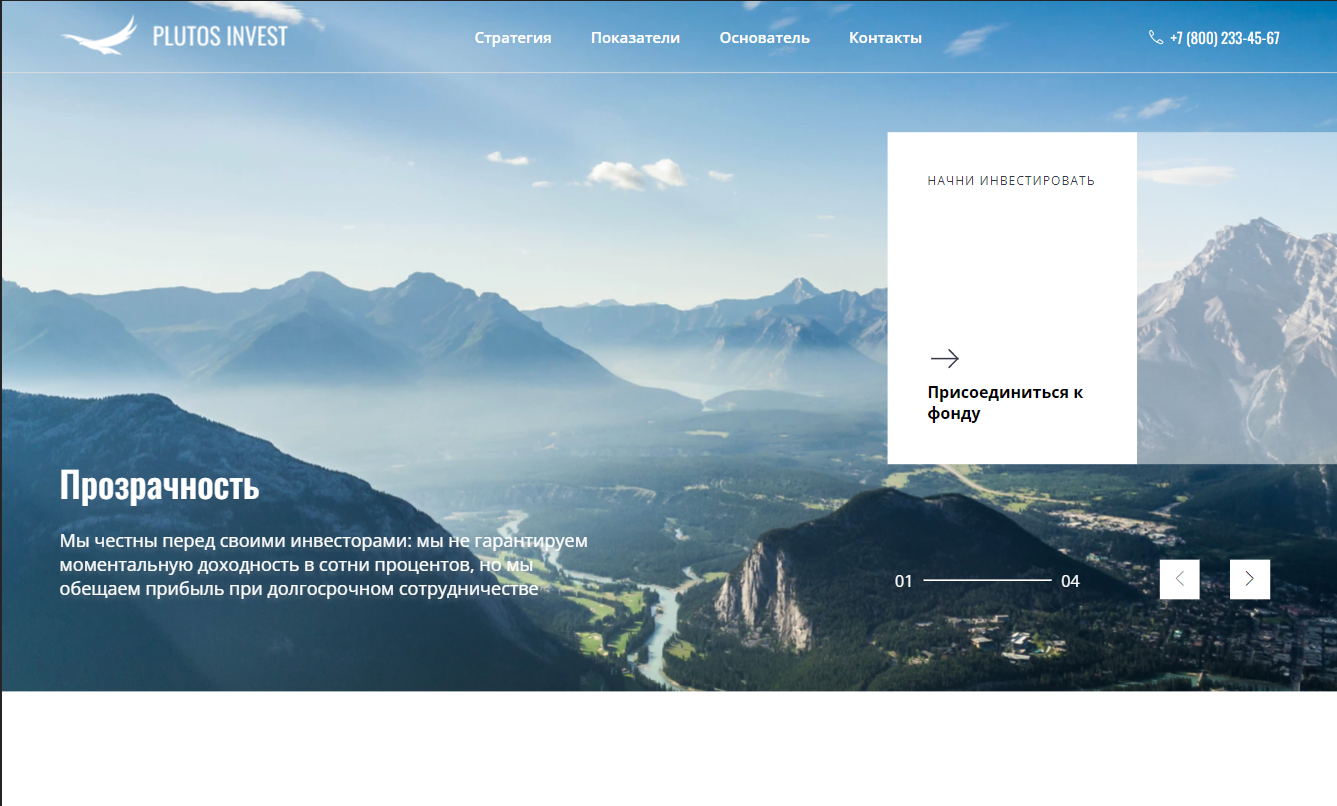 PLUTOS INVEST
Стратегия
Показатели
Основатель
Контакты
+7 (800) 233-45-67
НАЧНИ ИНВЕСТИРОВАТЬ
Присоединиться к
фонду
Прозрачность
Мы честны перед своими инвесторами: мы не гарантируем
моментальную доходность в сотни процентов, но мы
обещаем прибыль при долгосрочном сотрудничестве
01
04